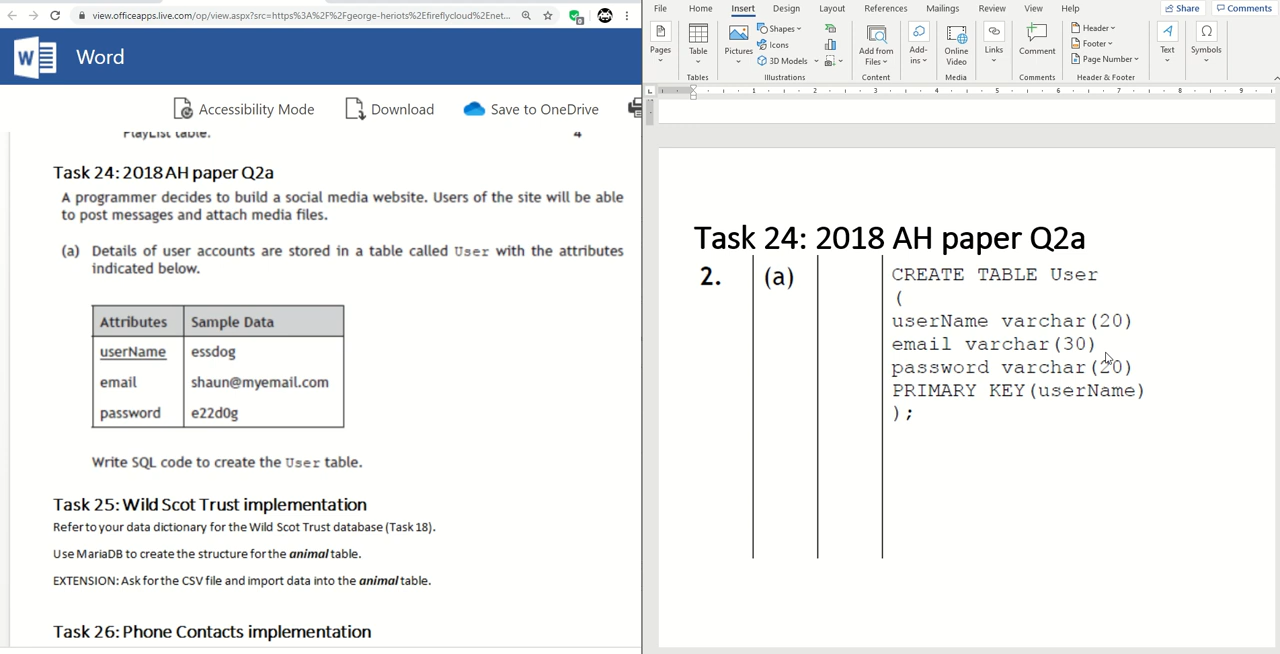 view.officeapps.live.com/op/view.aspx?src=https%3A%2F%2Fgeorge-heriots%2Efireflycloud%2Enet...
Word
Accessibility Mode
Download
Save to OneDrive
PlayList table.
4
Task 24: 2018 AH paper Q2a
A programmer decides to build a social media website. Users of the site will be able
to post messages and attach media files.
(a) Details of user accounts are stored in a table called User with the attributes
indicated below.
Attributes Sample Data
userName essdog
email shaun@myemail.com
password e22d0g
Write SQL code to create the User table.
Task 25: Wild Scot Trust implementation
Refer to your data dictionary for the Wild Scot Trust database (Task 18).
Use MariaDB to create the structure for the animal table.
EXTENSION: Ask for the CSV file and import data into the animal table.
Task 26: Phone Contacts implementation
File Home Insert Design Layout References Mailings Review View Help Share Comments
Pages
Table
Tables
Pictures
Shapes
Icons
3D Models
Illustrations
Add from
Files
Content
Add-
ins
Online
Video
Media
Links
Comment
Comments
Header
Footer
Page Number
Header & Footer
Text
Symbols
1 2 3 4 5 6 7 8 9
Task 24: 2018 AH paper Q2a
2. (a) CREATE TABLE User
(
userName varchar(20)
email varchar(30)
password varchar(20)
PRIMARY KEY(userName)
);